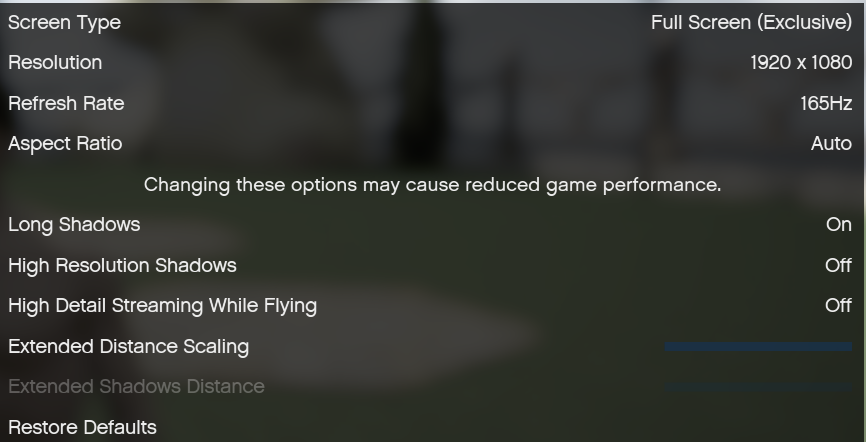 Screen Type Full Screen (Exclusive)
Resolution 1920 x 1080
Refresh Rate 165Hz
Aspect Ratio Auto
Changing these options may cause reduced game performance.
Long Shadows On
High Resolution Shadows Off
High Detail Streaming While Flying Off
Extended Distance Scaling
Extended Shadows Distance
Restore Defaults